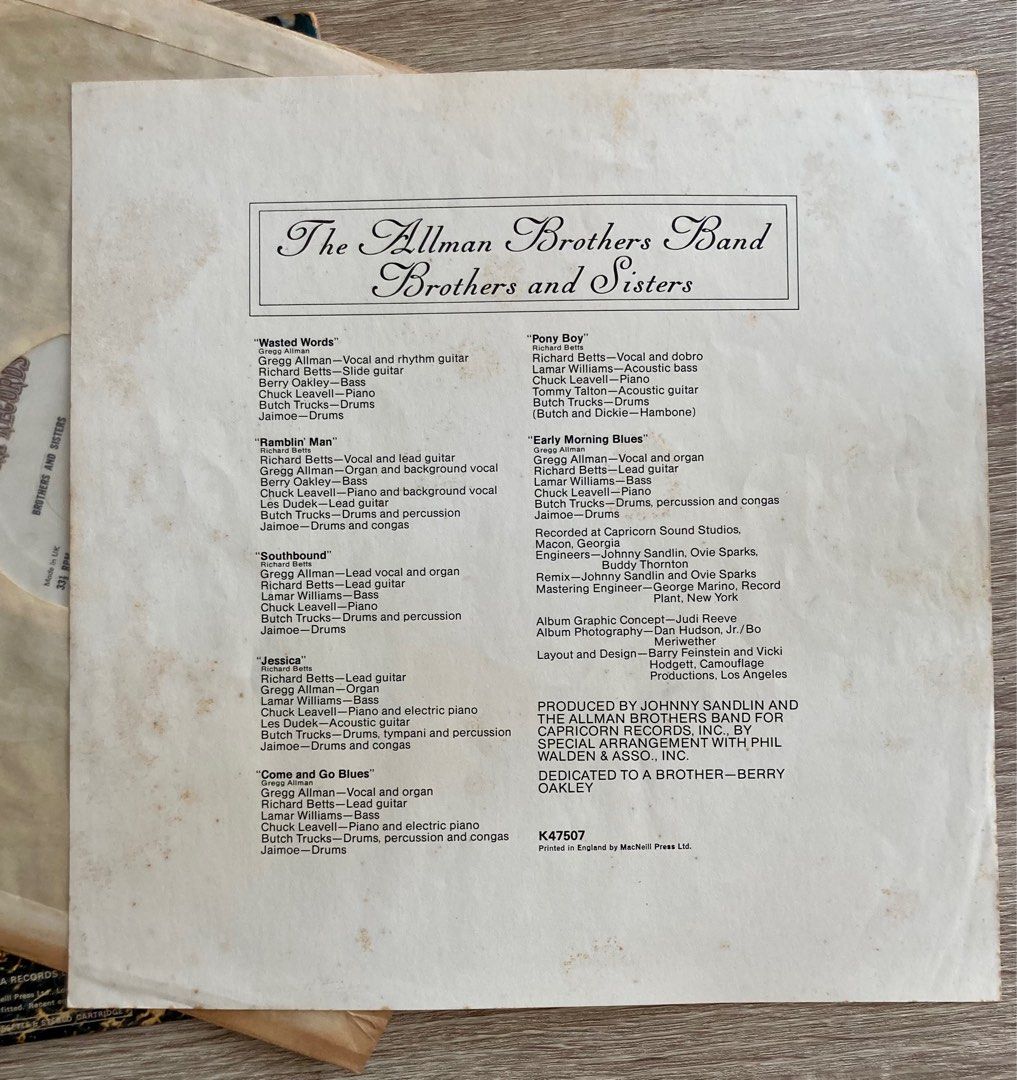 The Allman Brothers Band
Brothers and Sisters
"Wasted Words"
Gregg Allman
Gregg Allman—Vocal and rhythm guitar
Richard Betts—Slide guitar
Berry Oakley—Bass
Chuck Leavell—Piano
Butch Trucks—Drums
Jaimoe—Drums
"Ramblin' Man"
Richard Betts
Richard Betts—Vocal and lead guitar
Gregg Allman—Organ and background vocal
Berry Oakley—Bass
Chuck Leavell—Piano and background vocal
Les Dudek—Lead guitar
Butch Trucks—Drums and percussion
Jaimoe—Drums and congas
"Southbound"
Richard Betts
Gregg Allman—Lead vocal and organ
Richard Betts—Lead guitar
Lamar Williams—Bass
Chuck Leavell—Piano
Butch Trucks—Drums and percussion
Jaimoe—Drums
"Jessica"
Richard Betts
Richard Betts—Lead guitar
Gregg Allman—Organ
Lamar Williams—Bass
Chuck Leavell—Piano and electric piano
Les Dudek—Acoustic guitar
Butch Trucks—Drums, tympani and percussion
Jaimoe—Drums and congas
"Come and Go Blues"
Gregg Allman
Gregg Allman—Vocal and organ
Richard Betts—Lead guitar
Lamar Williams—Bass
Chuck Leavell—Piano and electric piano
Butch Trucks—Drums, percussion and congas
Jaimoe—Drums
"Pony Boy"
Richard Betts
Richard Betts—Vocal and dobro
Lamar Williams—Acoustic bass
Chuck Leavell—Piano
Tommy Talton—Acoustic guitar
Butch Trucks—Drums
(Butch and Dickie—Hambone)
"Early Morning Blues"
Gregg Allman
Gregg Allman—Vocal and organ
Richard Betts—Lead guitar
Lamar Williams—Bass
Chuck Leavell—Piano
Butch Trucks—Drums, percussion and congas
Jaimoe—Drums
Recorded at Capricorn Sound Studios,
Macon, Georgia
Engineers—Johnny Sandlin, Ovie Sparks,
Buddy Thornton
Remix—Johnny Sandlin and Ovie Sparks
Mastering Engineer—George Marino, Record
Plant, New York
Album Graphic Concept—Judi Reeve
Album Photography—Dan Hudson, Jr./Bo
Meriwether
Layout and Design—Barry Feinstein and Vicki
Hodgett, Camouflage
Productions, Los Angeles
PRODUCED BY JOHNNY SANDLIN AND
THE ALLMAN BROTHERS BAND FOR
CAPRICORN RECORDS, INC., BY
SPECIAL ARRANGEMENT WITH PHIL
WALDEN & ASSO., INC.
DEDICATED TO A BROTHER—BERRY
OAKLEY
K47507
Printed in England by MacNeill Press Ltd.
BROTHERS AND SISTERS
Made in UK
33⅓ RPM
A RECORDS
Press Ltd.
fitted. Recent
& STEREO CARTRIDGE